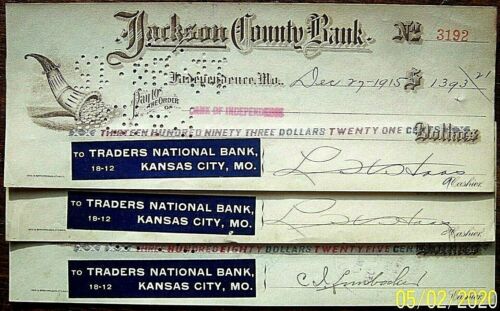 Jackson County Bank
No 3192
Independence, Mo. Dec 27-1915 $ 1393 21
Pay to the order of BANK OF INDEPENDENCE
THIRTEEN HUNDRED NINETY THREE DOLLARS TWENTY ONE CENTS Dollars
TO TRADERS NATIONAL BANK,
18-12 KANSAS CITY, MO.
Cashier
TO TRADERS NATIONAL BANK,
18-12 KANSAS CITY, MO.
Cashier
HUNDRED EIGHTY DOLLARS TWENTY FIVE CENTS
TO TRADERS NATIONAL BANK,
18-12 KANSAS CITY, MO.
Cashier
05/02/2020